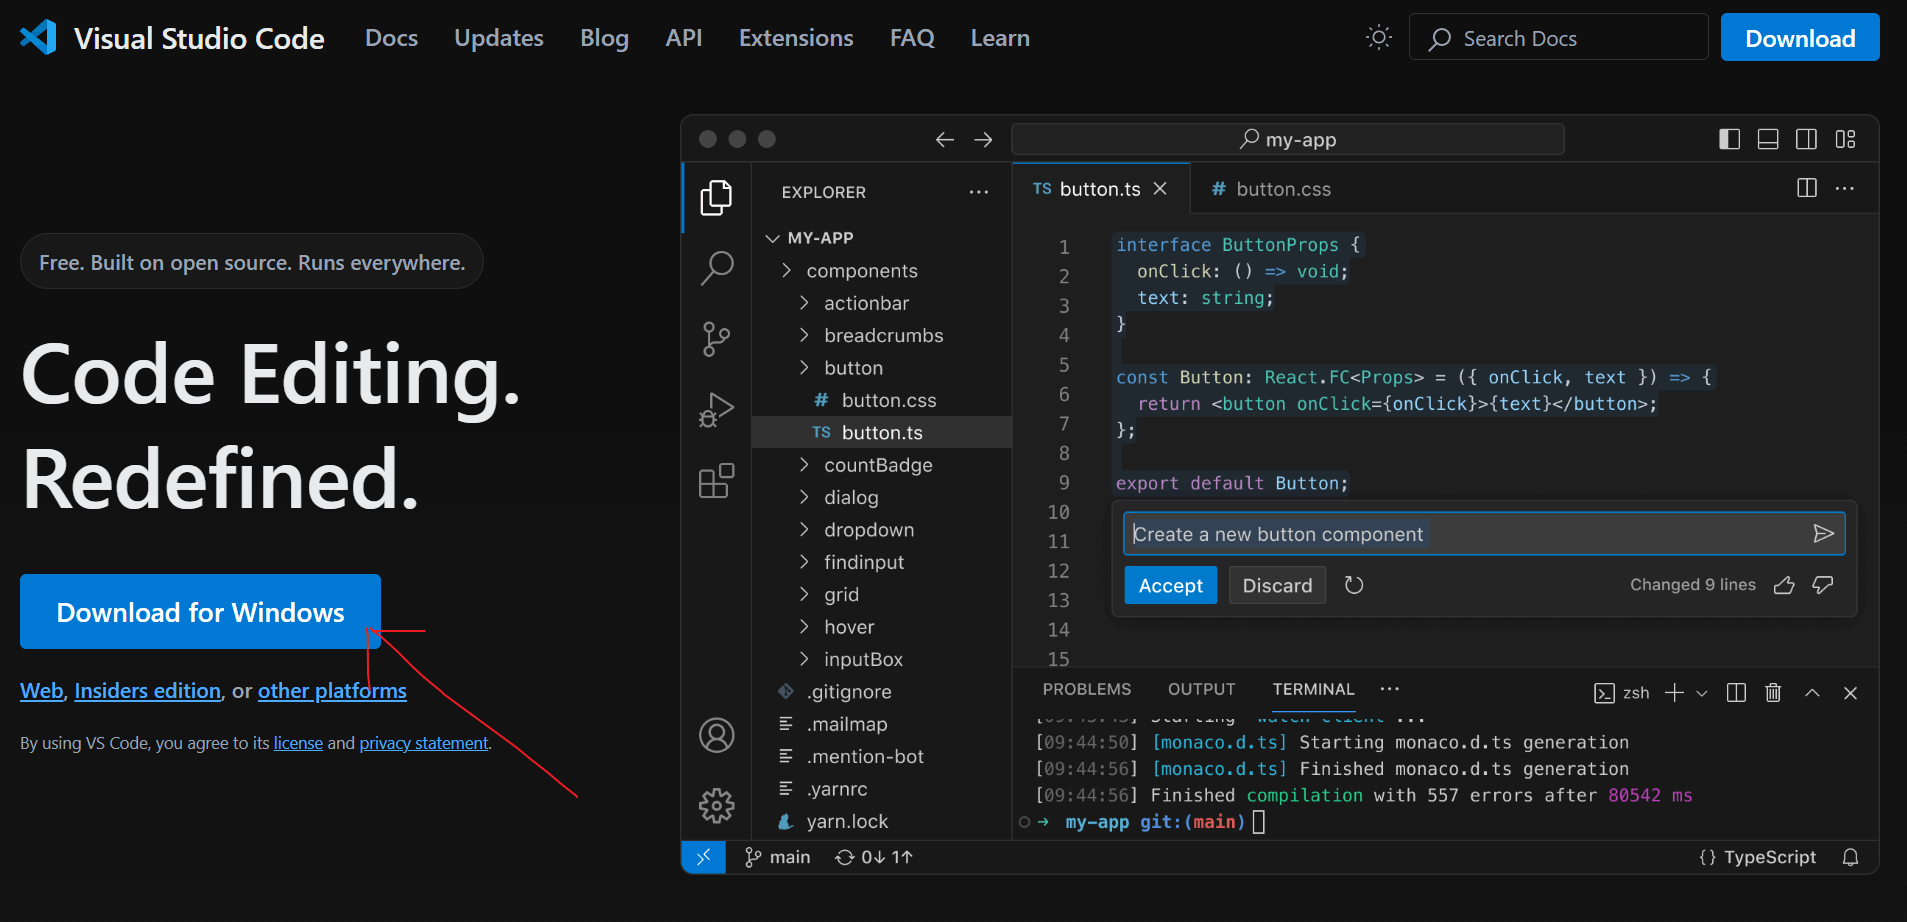 Visual Studio Code Docs Updates Blog API Extensions FAQ Learn Search Docs Download
Free. Built on open source. Runs everywhere.
Code Editing.
Redefined.
Download for Windows
Web, Insiders edition, or other platforms
By using VS Code, you agree to its license and privacy statement.
my-app
EXPLORER
MY-APP
components
actionbar
breadcrumbs
button
# button.css
TS button.ts
countBadge
dialog
dropdown
findinput
grid
hover
inputBox
.gitignore
.mailmap
.mention-bot
.yarnrc
yarn.lock
TS button.ts # button.css
1 interface ButtonProps {
2 onClick: () => void;
3 text: string;
4 }
5
6 const Button: React.FC<Props> = ({ onClick, text }) => {
7 return <button onClick={onClick}>{text}</button>;
8 };
9 export default Button;
10
11 Create a new button component
12
13 Accept Discard Changed 9 lines
14
15
PROBLEMS OUTPUT TERMINAL ··· zsh
[09:44:50] [monaco.d.ts] Starting monaco.d.ts generation
[09:44:56] [monaco.d.ts] Finished monaco.d.ts generation
[09:44:56] Finished compilation with 557 errors after 80542 ms
my-app git:(main)
main 0↓ 1↑ {} TypeScript